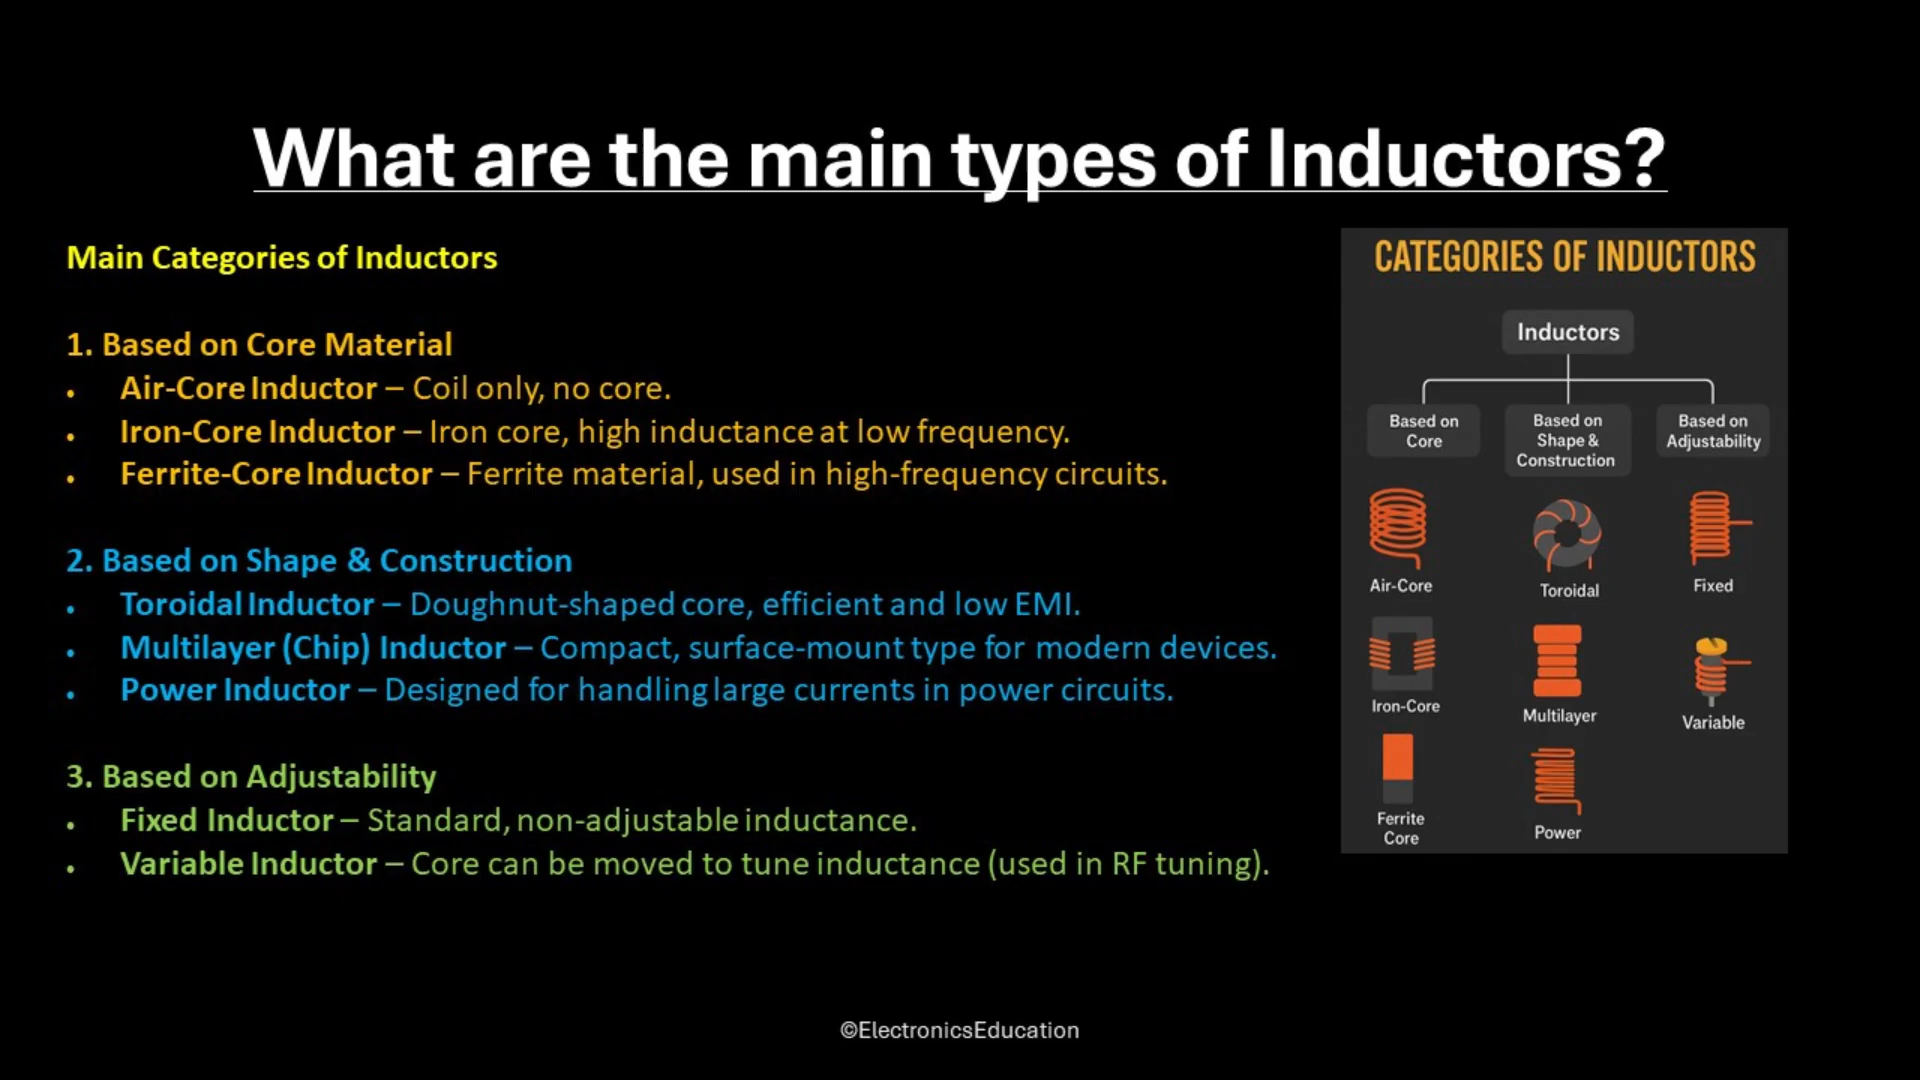 What are the main types of Inductors?
Main Categories of Inductors
1. Based on Core Material
• Air-Core Inductor – Coil only, no core.
• Iron-Core Inductor – Iron core, high inductance at low frequency.
• Ferrite-Core Inductor – Ferrite material, used in high-frequency circuits.
2. Based on Shape & Construction
• Toroidal Inductor – Doughnut-shaped core, efficient and low EMI.
• Multilayer (Chip) Inductor – Compact, surface-mount type for modern devices.
• Power Inductor – Designed for handling large currents in power circuits.
3. Based on Adjustability
• Fixed Inductor – Standard, non-adjustable inductance.
• Variable Inductor – Core can be moved to tune inductance (used in RF tuning).
CATEGORIES OF INDUCTORS
Inductors
Based on
Core
Based on
Shape &
Construction
Based on
Adjustability
Air-Core
Toroidal
Fixed
Iron-Core
Multilayer
Variable
Ferrite
Core
Power
©ElectronicsEducation